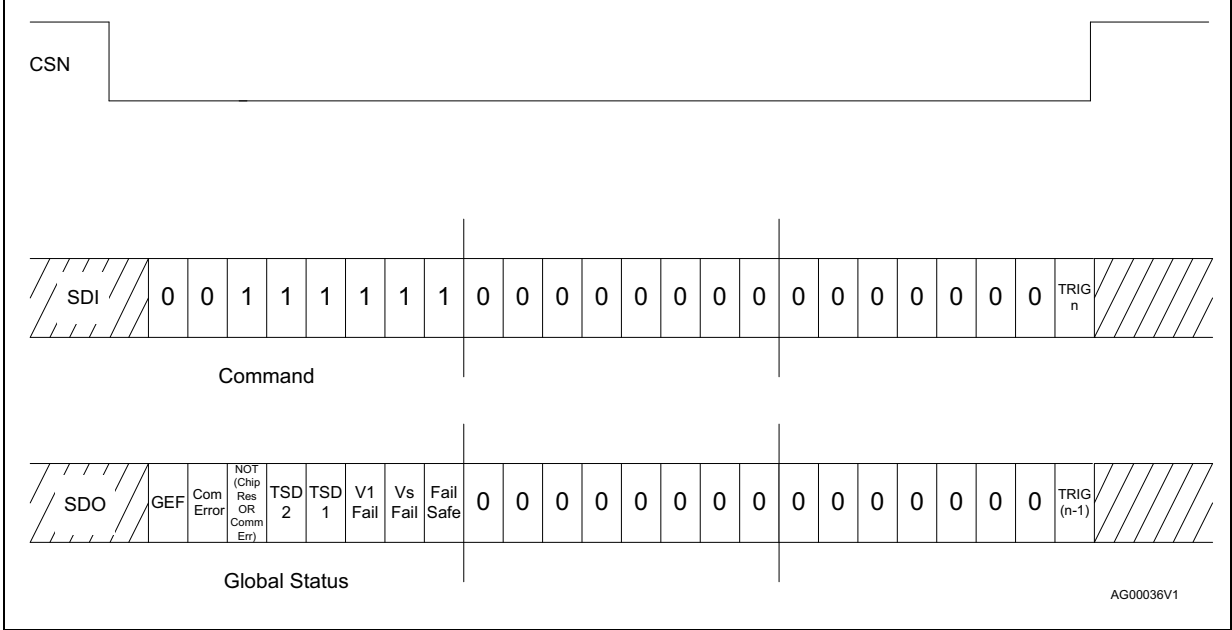 CSN
SDI 0 0 1 1 1 1 1 1 0 0 0 0 0 0 0 0 0 0 0 0 0 0 0 TRIG
n
Command
SDO GEF Com
Error NOT
(Chip
Res
OR
Comm
Err) TSD
2 TSD
1 V1
Fail Vs
Fail Fail
Safe 0 0 0 0 0 0 0 0 0 0 0 0 0 0 0 TRIG
(n-1)
Global Status
AG00036V1